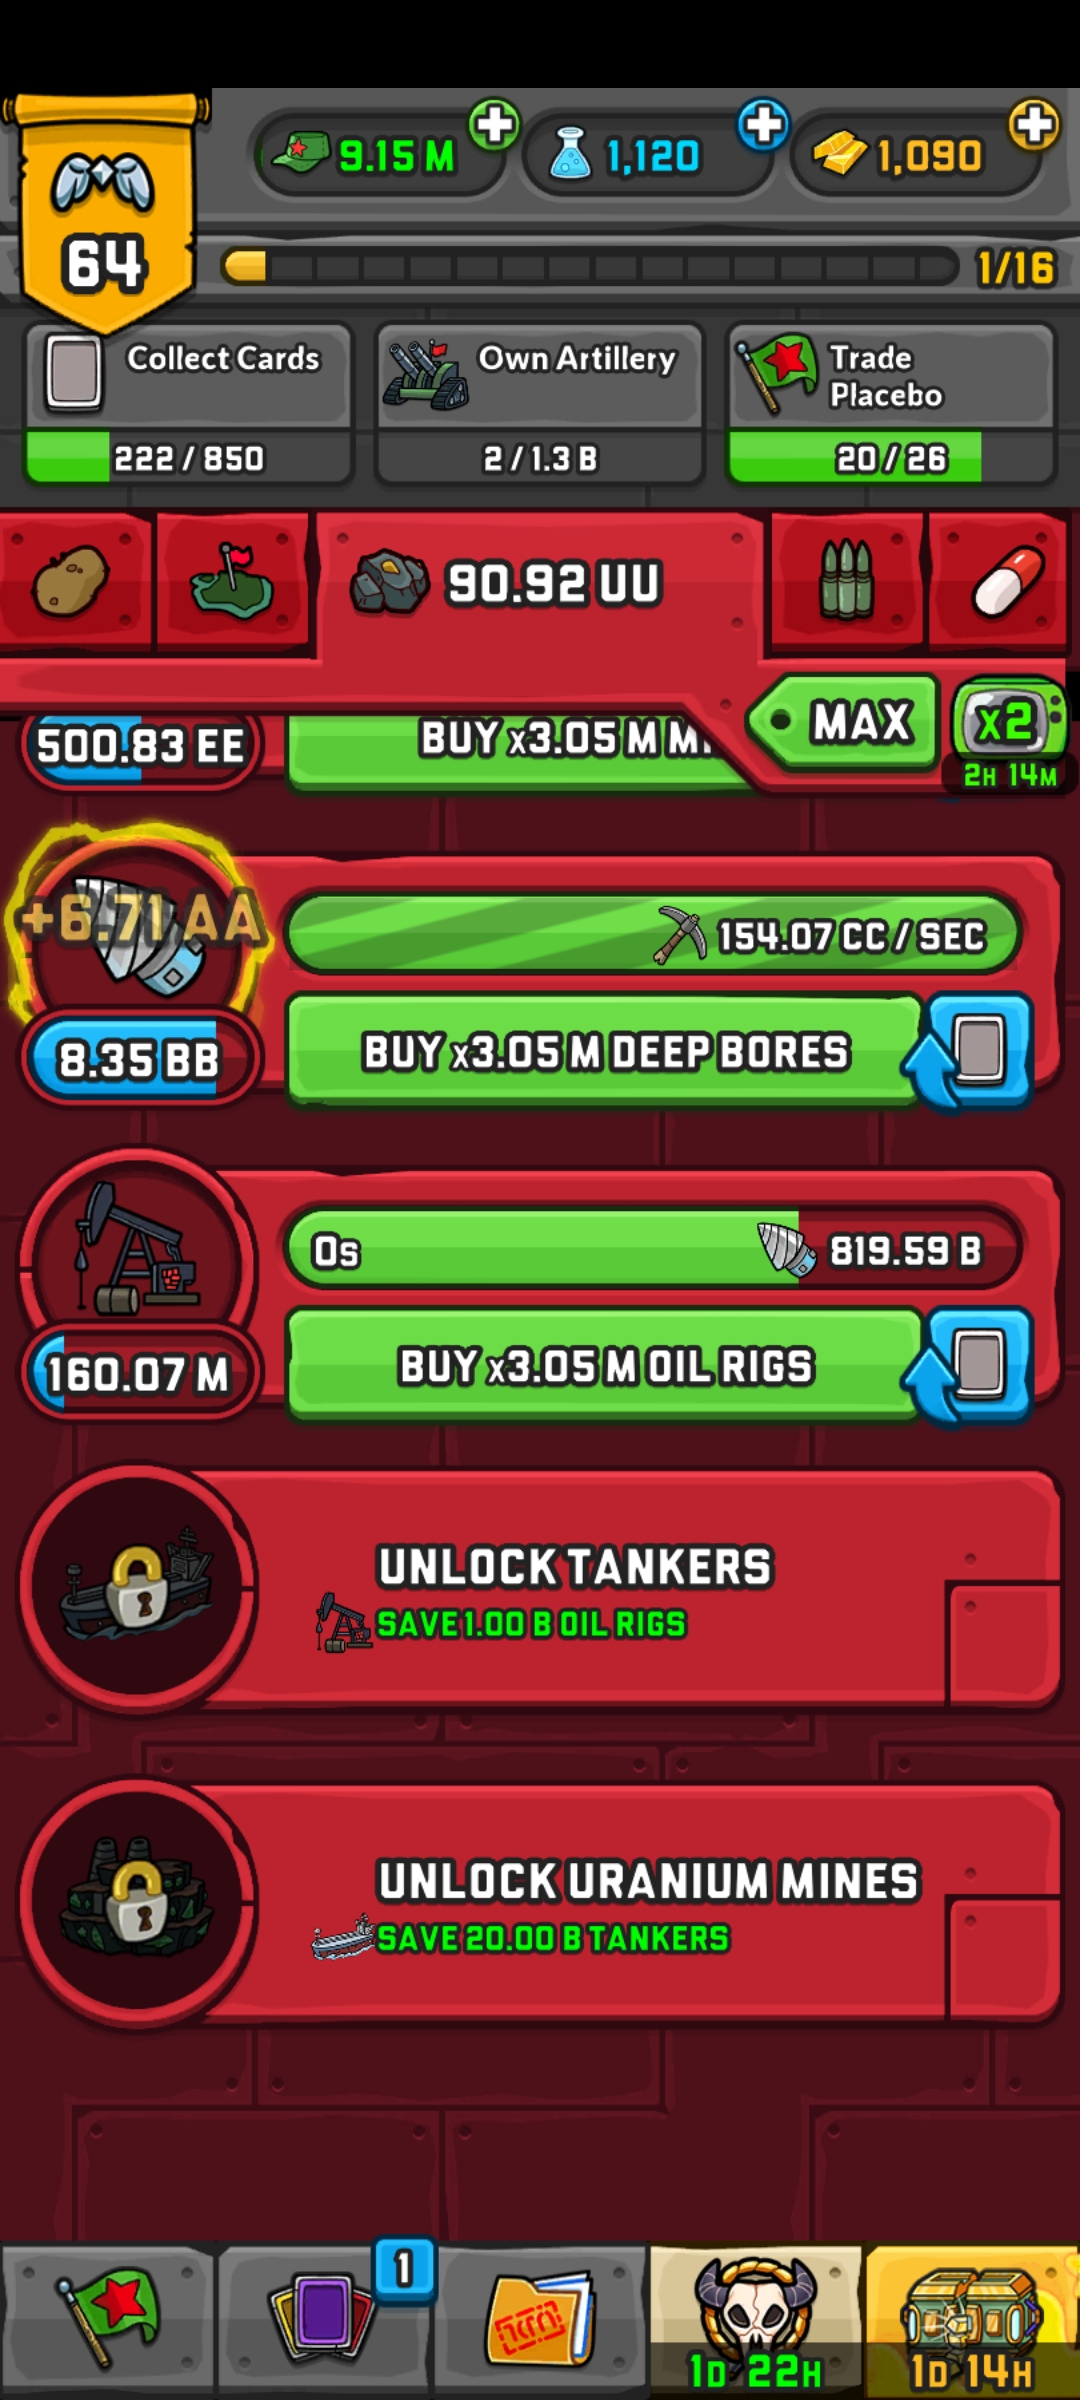 9.15 M
1,120
1,090
64
1/16
Collect Cards
222 / 850
Own Artillery
2 / 1.3 B
Trade
Placebo
20 / 26
90.92 UU
500.83 EE
BUY x3.05 M
MAX
x2
2H 14M
+6.71 AA
154.07 CC / SEC
8.35 BB
BUY x3.05 M DEEP BORES
0s
819.59 B
160.07 M
BUY x3.05 M OIL RIGS
UNLOCK TANKERS
SAVE 1.00 B OIL RIGS
UNLOCK URANIUM MINES
SAVE 20.00 B TANKERS
1
1D 22H
1D 14H